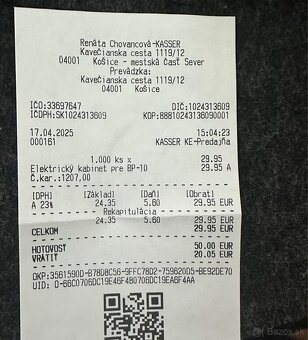 Renáta Chovancová-KASSER
Kavečianska cesta 1119/12
04001 Košice - mestská časť Sever
Prevádzka:
Kavečianska cesta 1119/12
04001 Košice
IČO:33697647 DIČ:1024313609
IČDPH:SK1024313609 KOP:88810243136090001
17.04.2025 15:04:23
000161 KASSER KE-Predajňa
1.000 ks x 29.95
Elektrický kabinet pre BP-10 29.95 A
Č.kar.:1207,00
[DPH] [Základ] [Daň] [Obrat]
A 23% 24.35 5.60 29.95 EUR
Rekapitulácia
24.35 5.60 29.95 EUR
CELKOM 29.95 EUR
HOTOVOSŤ 50.00 EUR
VRÁTIŤ 20.05 EUR
bazos.sk